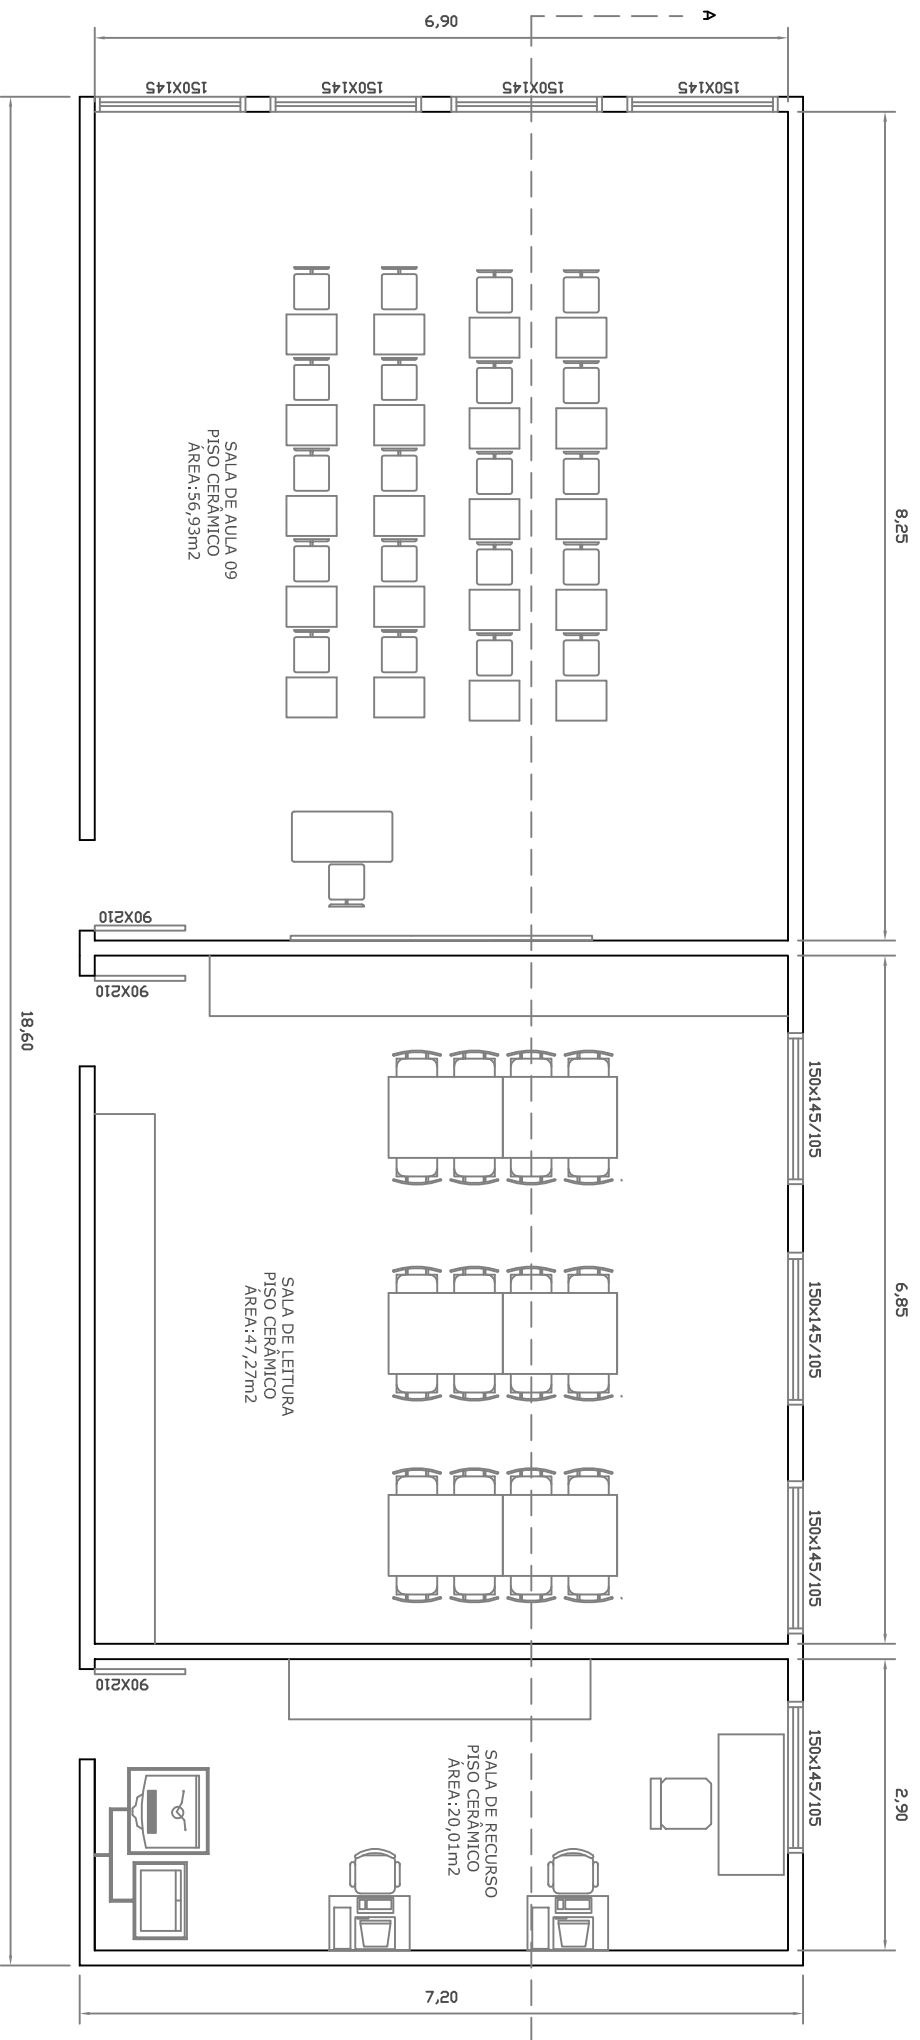 6,90
A
150X145
150X145
150X145
150X145
8,25
SALA DE AULA 09
PISO CERÂMICO
ÁREA:56,93m2
90X210
90X210
18,60
150x145/105
6,85
150x145/105
SALA DE LEITURA
PISO CERÂMICO
ÁREA:47,27m2
150x145/105
90X210
150x145/105
2,90
SALA DE RECURSO
PISO CERÂMICO
ÁREA:20,01m2
7,20